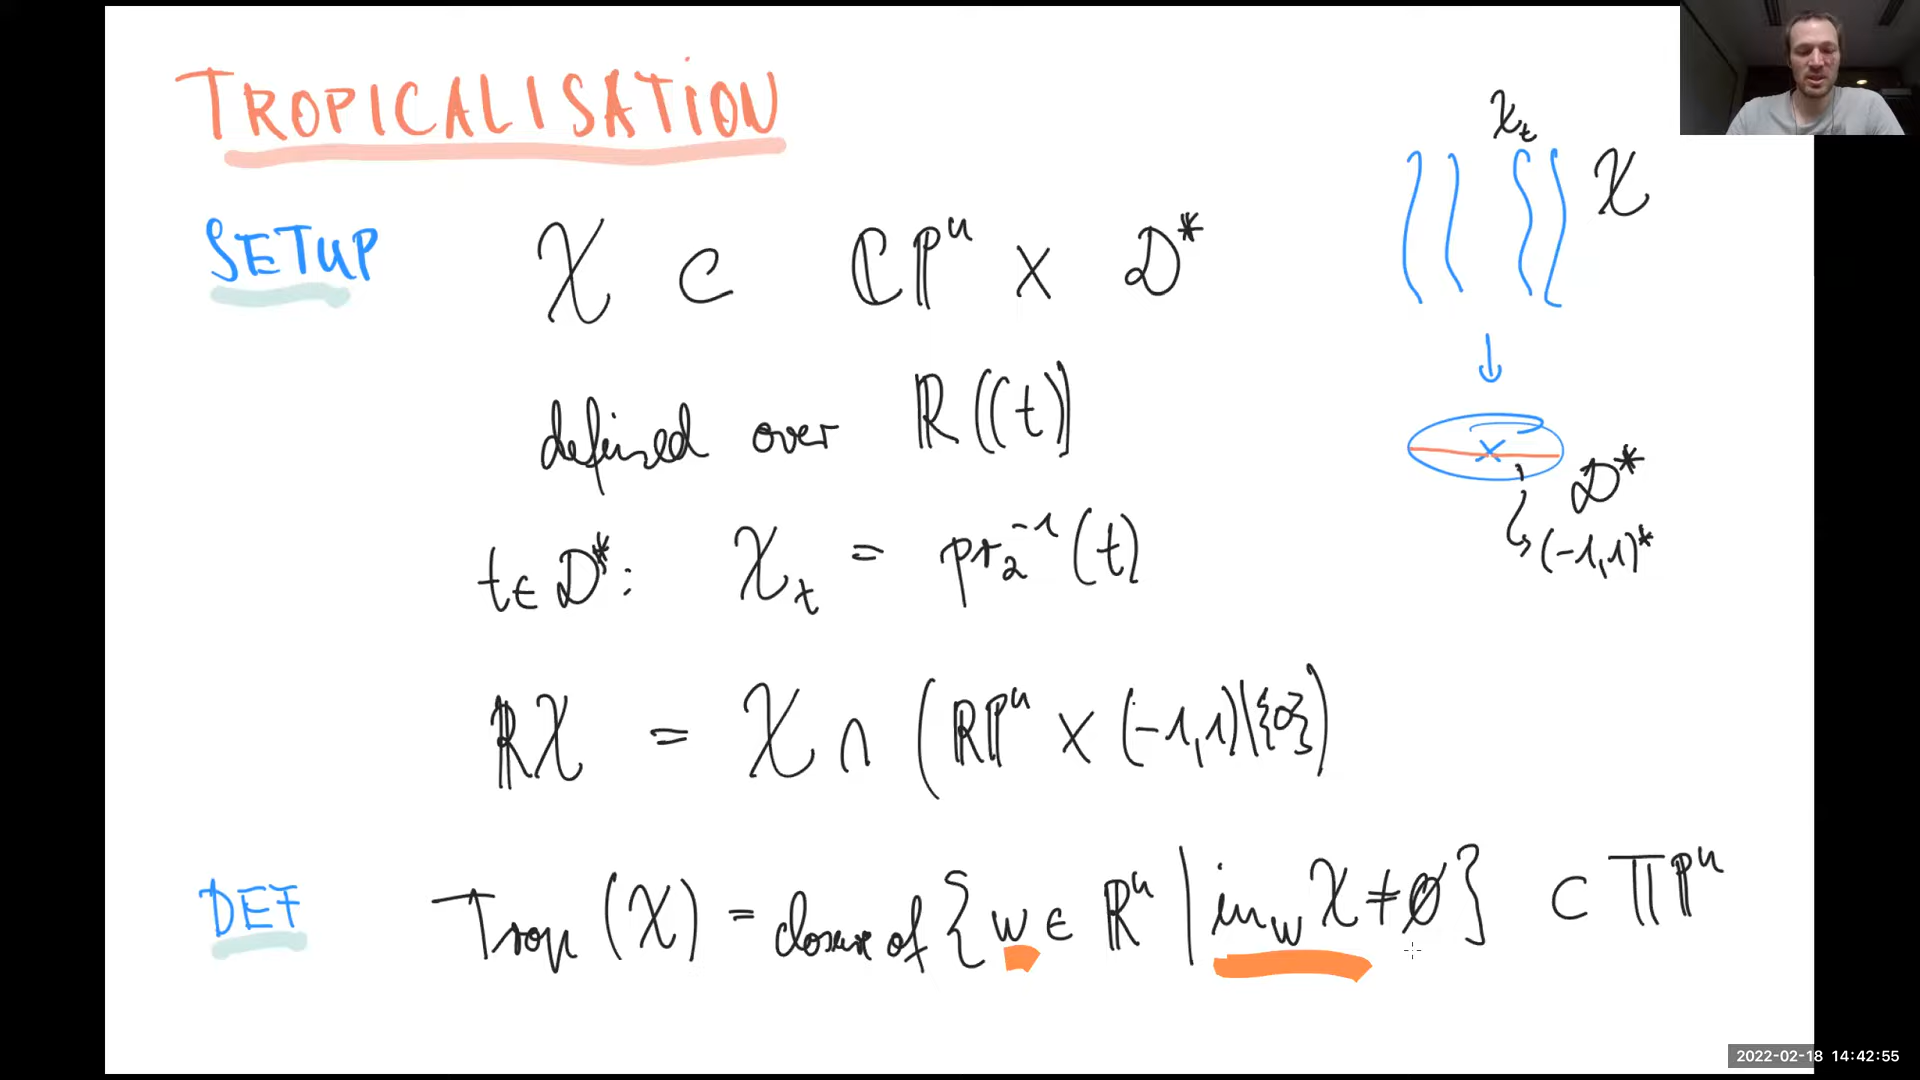 TROPICALISATION
SETUP 𝒳 ⊂ ℂℙⁿ × 𝒟*
defined over ℝ((t))
t ∈ 𝒟*: 𝒳ₜ = pr₂⁻¹(t)
ℝ𝒳 = 𝒳 ∩ (ℝℙⁿ × (-1,1)\{0})
DEF Trop(𝒳) = closure of {w ∈ ℝⁿ | in_w 𝒳 ≠ ∅} ⊂ 𝕋ℙⁿ
𝒳ₜ
𝒳
𝒟*
(-1,1)*
2022-02-18 14:42:55